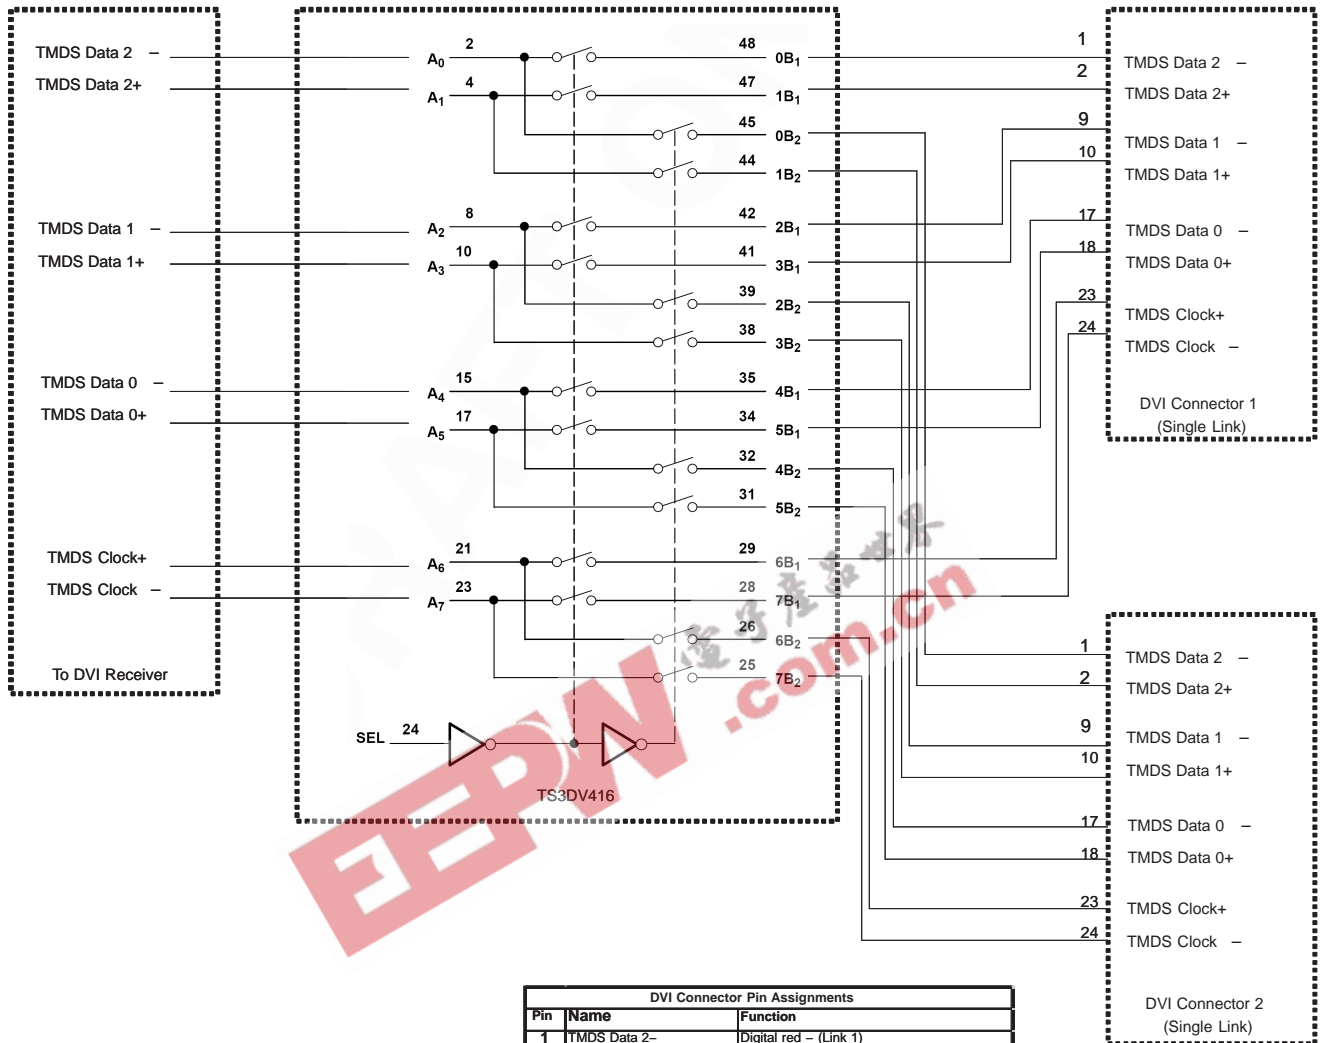 TMDS Data 2 –
TMDS Data 2+
TMDS Data 1 –
TMDS Data 1+
TMDS Data 0 –
TMDS Data 0+
TMDS Clock+
TMDS Clock –
To DVI Receiver
A0 2 48 0B1
A1 4 47 1B1
45 0B2
44 1B2
A2 8 42 2B1
A3 10 41 3B1
39 2B2
38 3B2
A4 15 35 4B1
A5 17 34 5B1
32 4B2
31 5B2
A6 21 29 6B1
A7 23 28 7B1
26 6B2
25 7B2
SEL 24
TS3DV416
1 TMDS Data 2 –
2 TMDS Data 2+
9 TMDS Data 1 –
10 TMDS Data 1+
17 TMDS Data 0 –
18 TMDS Data 0+
23 TMDS Clock+
24 TMDS Clock –
DVI Connector 1
(Single Link)
1 TMDS Data 2 –
2 TMDS Data 2+
9 TMDS Data 1 –
10 TMDS Data 1+
17 TMDS Data 0 –
18 TMDS Data 0+
23 TMDS Clock+
24 TMDS Clock –
DVI Connector 2
(Single Link)
EEPW .com.cn
電子産品世界
DVI Connector Pin Assignments
Pin Name Function
1 TMDS Data 2– Digital red – (Link 1)